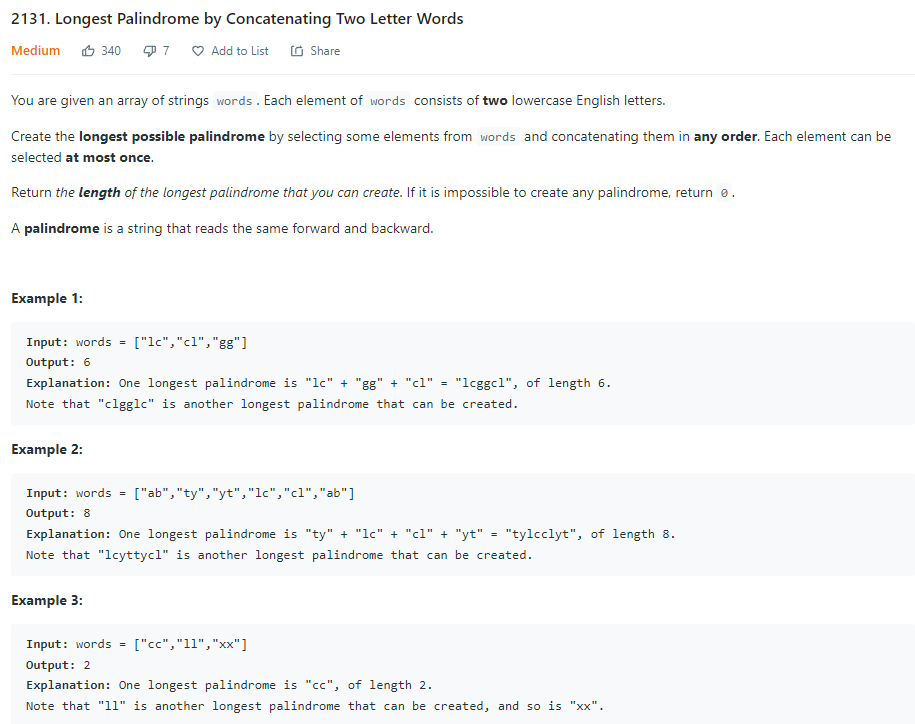 2131. Longest Palindrome by Concatenating Two Letter Words
Medium 340 7 Add to List Share
You are given an array of strings words . Each element of words consists of two lowercase English letters.
Create the longest possible palindrome by selecting some elements from words and concatenating them in any order. Each element can be
selected at most once.
Return the length of the longest palindrome that you can create. If it is impossible to create any palindrome, return 0 .
A palindrome is a string that reads the same forward and backward.
Example 1:
Input: words = ["lc","cl","gg"]
Output: 6
Explanation: One longest palindrome is "lc" + "gg" + "cl" = "lcggcl", of length 6.
Note that "clgglc" is another longest palindrome that can be created.
Example 2:
Input: words = ["ab","ty","yt","lc","cl","ab"]
Output: 8
Explanation: One longest palindrome is "ty" + "lc" + "cl" + "yt" = "tylcclyt", of length 8.
Note that "lcyttycl" is another longest palindrome that can be created.
Example 3:
Input: words = ["cc","ll","xx"]
Output: 2
Explanation: One longest palindrome is "cc", of length 2.
Note that "ll" is another longest palindrome that can be created, and so is "xx".